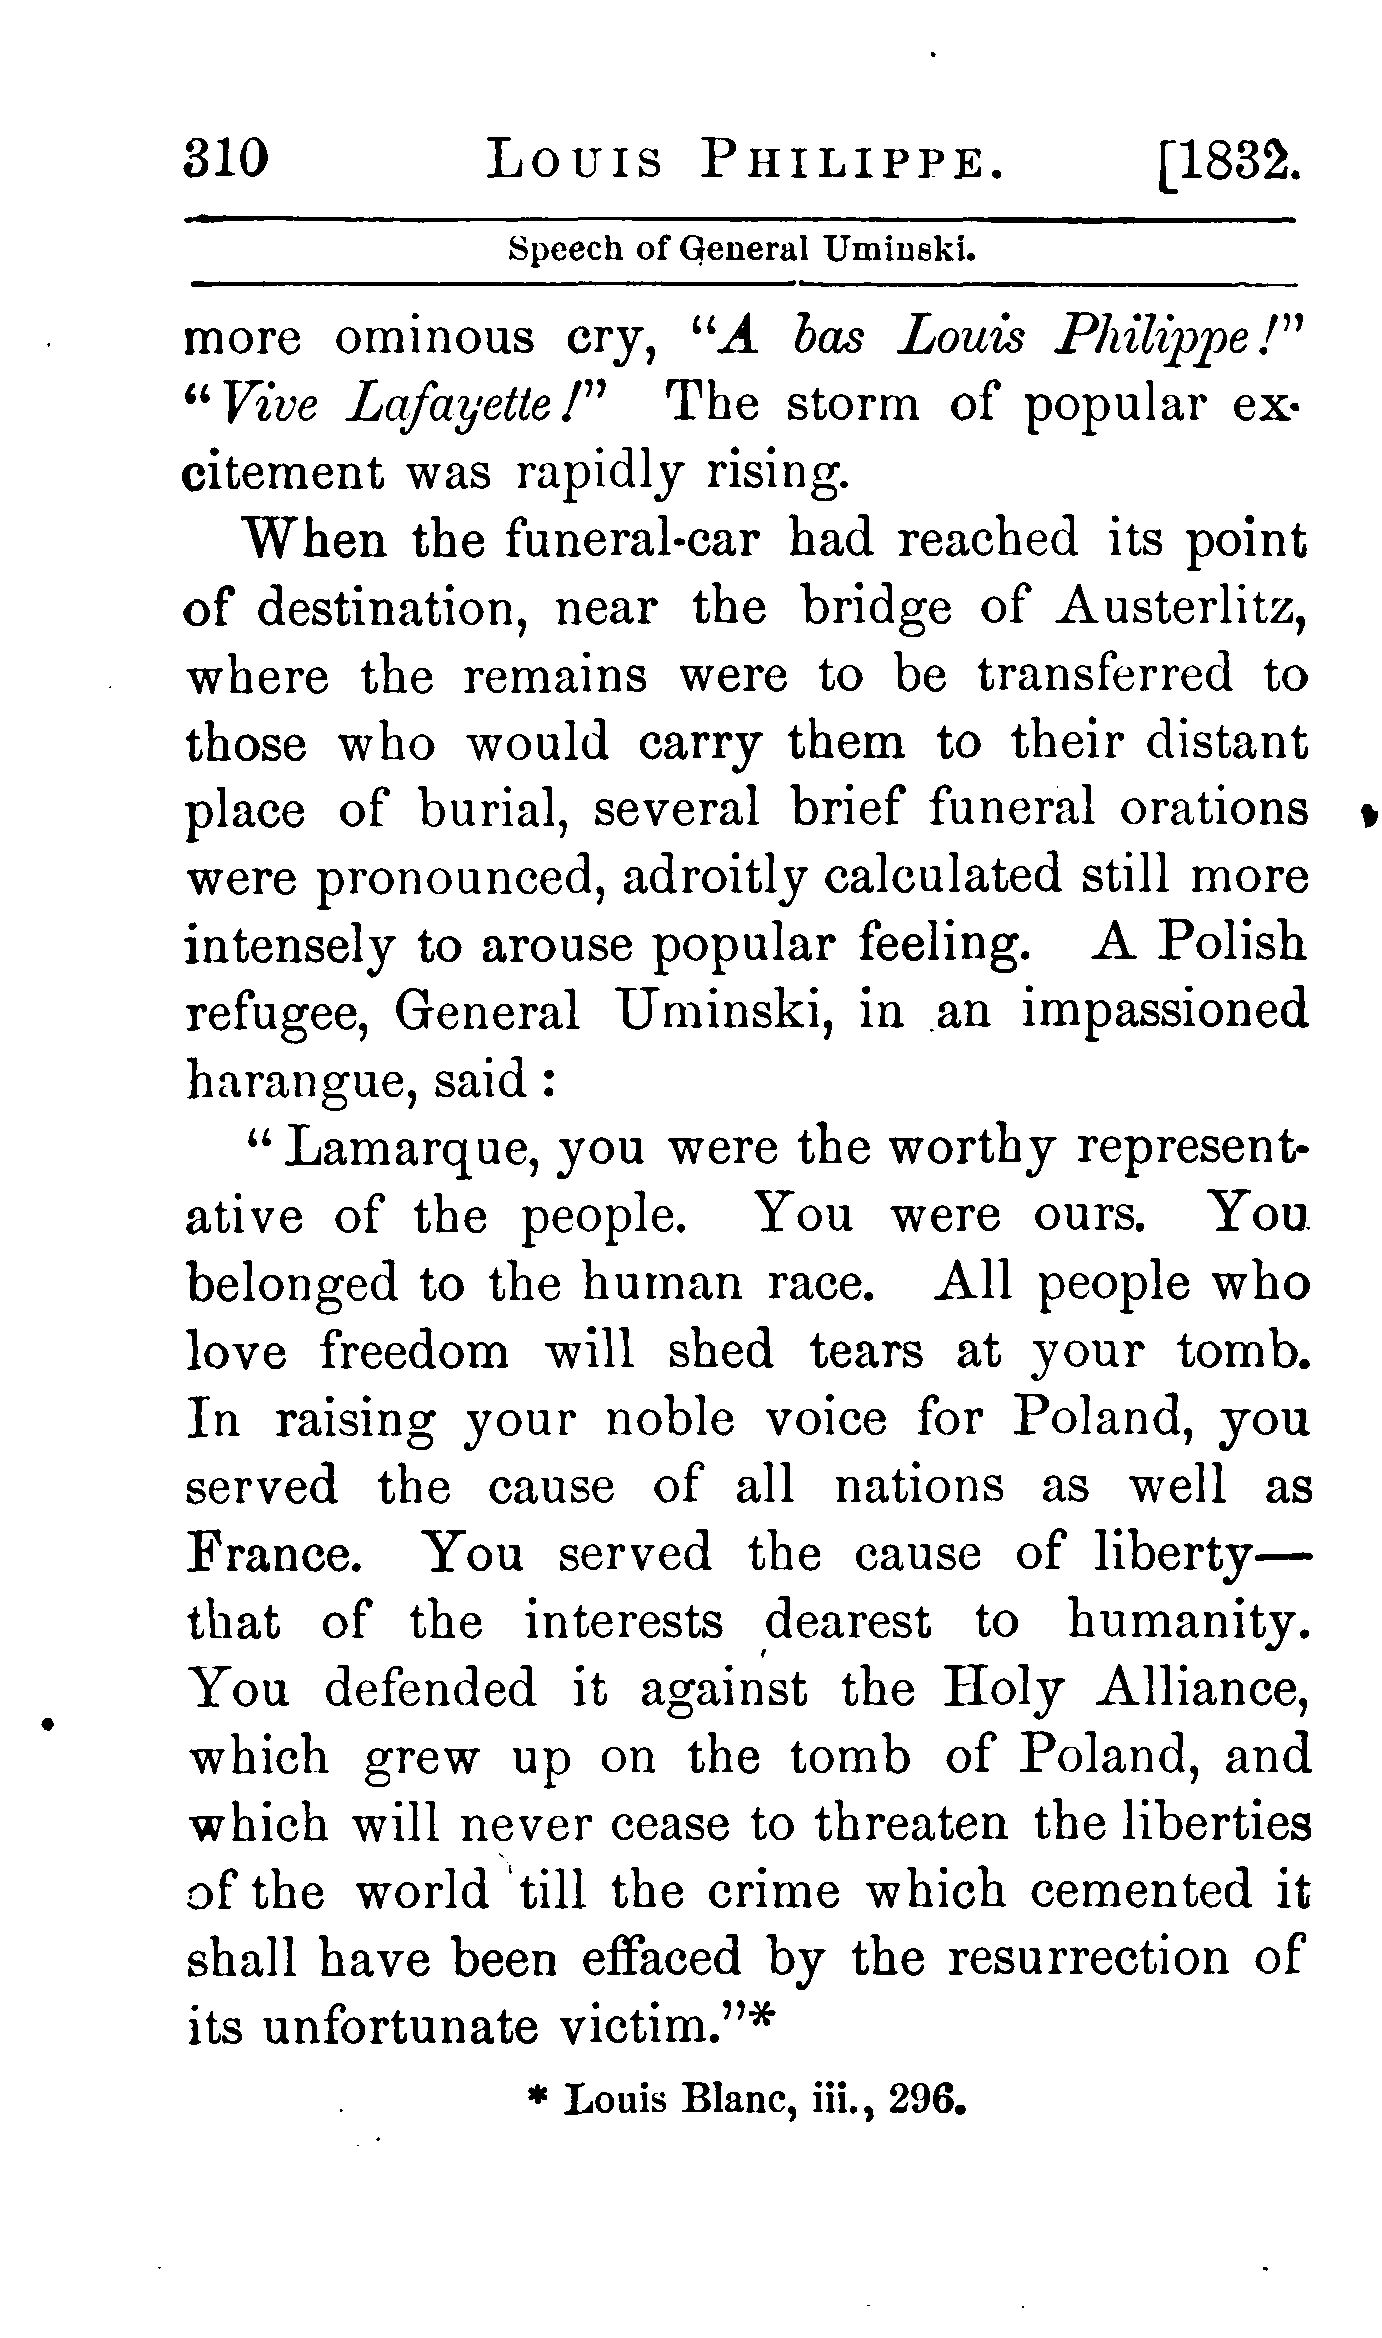 310 LOUIS PHILIPPE. [1832.
Speech of General Uminski.
more ominous cry, "A bas Louis Philippe!"
"Vive Lafayette!" The storm of popular ex-
citement was rapidly rising.
When the funeral-car had reached its point
of destination, near the bridge of Austerlitz,
where the remains were to be transferred to
those who would carry them to their distant
place of burial, several brief funeral orations
were pronounced, adroitly calculated still more
intensely to arouse popular feeling. A Polish
refugee, General Uminski, in an impassioned
harangue, said:
"Lamarque, you were the worthy represent-
ative of the people. You were ours. You
belonged to the human race. All people who
love freedom will shed tears at your tomb.
In raising your noble voice for Poland, you
served the cause of all nations as well as
France. You served the cause of liberty—
that of the interests dearest to humanity.
You defended it against the Holy Alliance,
which grew up on the tomb of Poland, and
which will never cease to threaten the liberties
of the world 'till the crime which cemented it
shall have been effaced by the resurrection of
its unfortunate victim."*
* Louis Blanc, iii., 296.